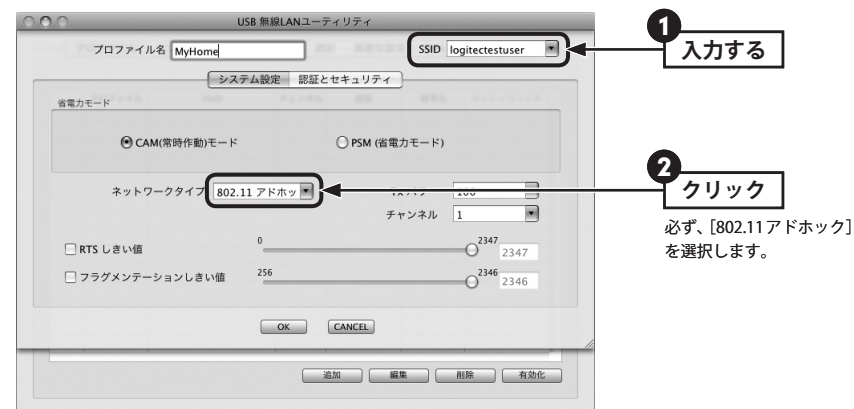 USB 無線LANユーティリティ
プロファイル名 MyHome SSID logitectestuser
❶
入力する
システム設定 認証とセキュリティ
省電力モード
CAM(常時作動)モード PSM (省電力モード)
❷
クリック
必ず、[802.11アドホック]
を選択します。
ネットワークタイプ 802.11 アドホッ
チャンネル 1
RTS しきい値 0 2347 2347
フラグメンテーションしきい値 256 2346 2346
OK CANCEL
追加 編集 削除 有効化